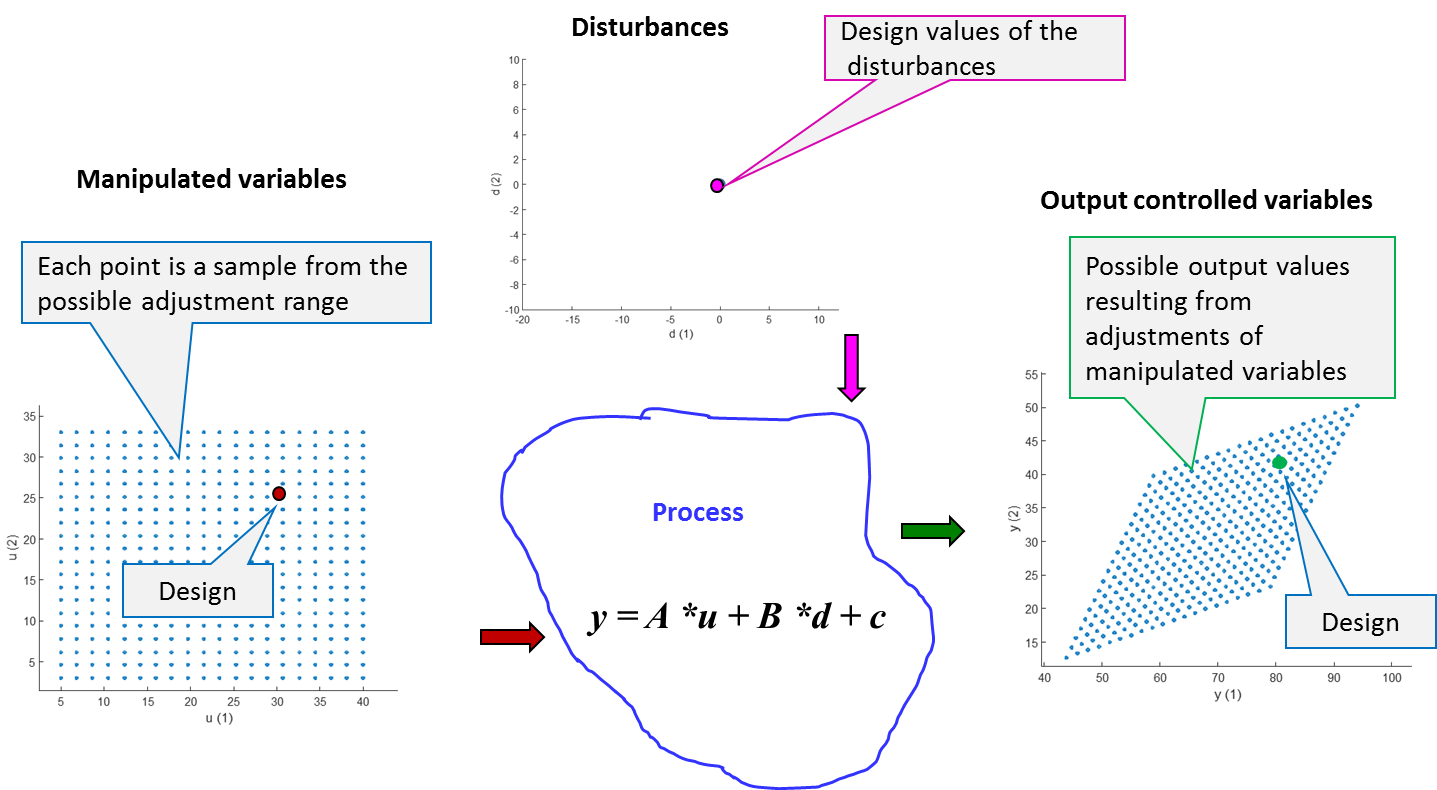 Disturbances
Design values of the
disturbances
10
8
6
4
2
0
-2
-4
-6
-8
-10
d (2)
-20
-15
-10
-5
0
5
10
d (1)
Manipulated variables
Each point is a sample from the
possible adjustment range
35
30
25
20
15
10
5
u (2)
5
10
15
20
25
30
35
40
u (1)
Design
Process
y = A *u + B *d + c
Output controlled variables
Possible output values
resulting from
adjustments of
manipulated variables
55
50
45
40
35
30
25
20
15
y (2)
40
50
60
70
80
90
100
y (1)
Design